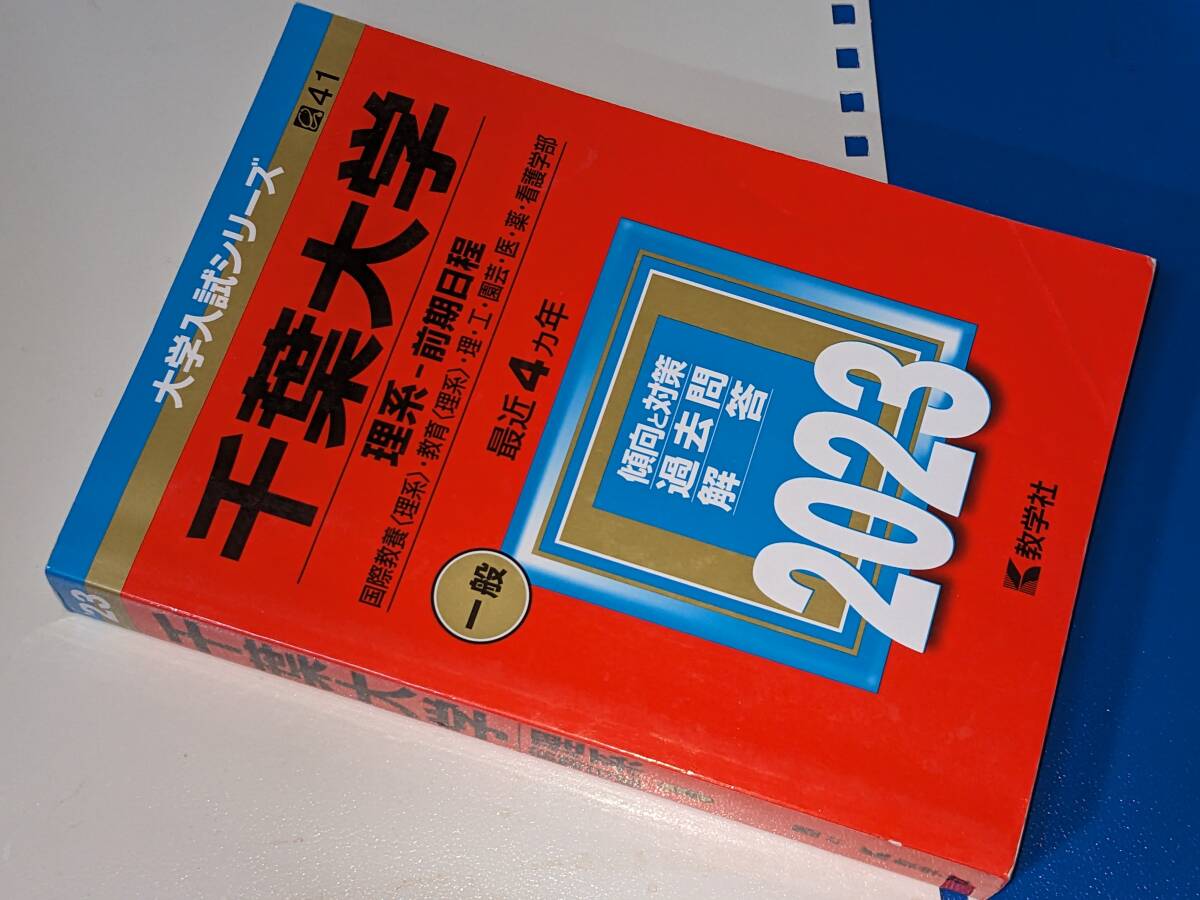 大学入試シリーズ
41
千葉大学
理系-前期日程
国際教養〈理系〉・教育〈理系〉・理・工・園芸・医・薬・看護学部
最近4カ年
一般
傾向と対策
過去問
解答
2023
教学社
23
千葉大学
理系